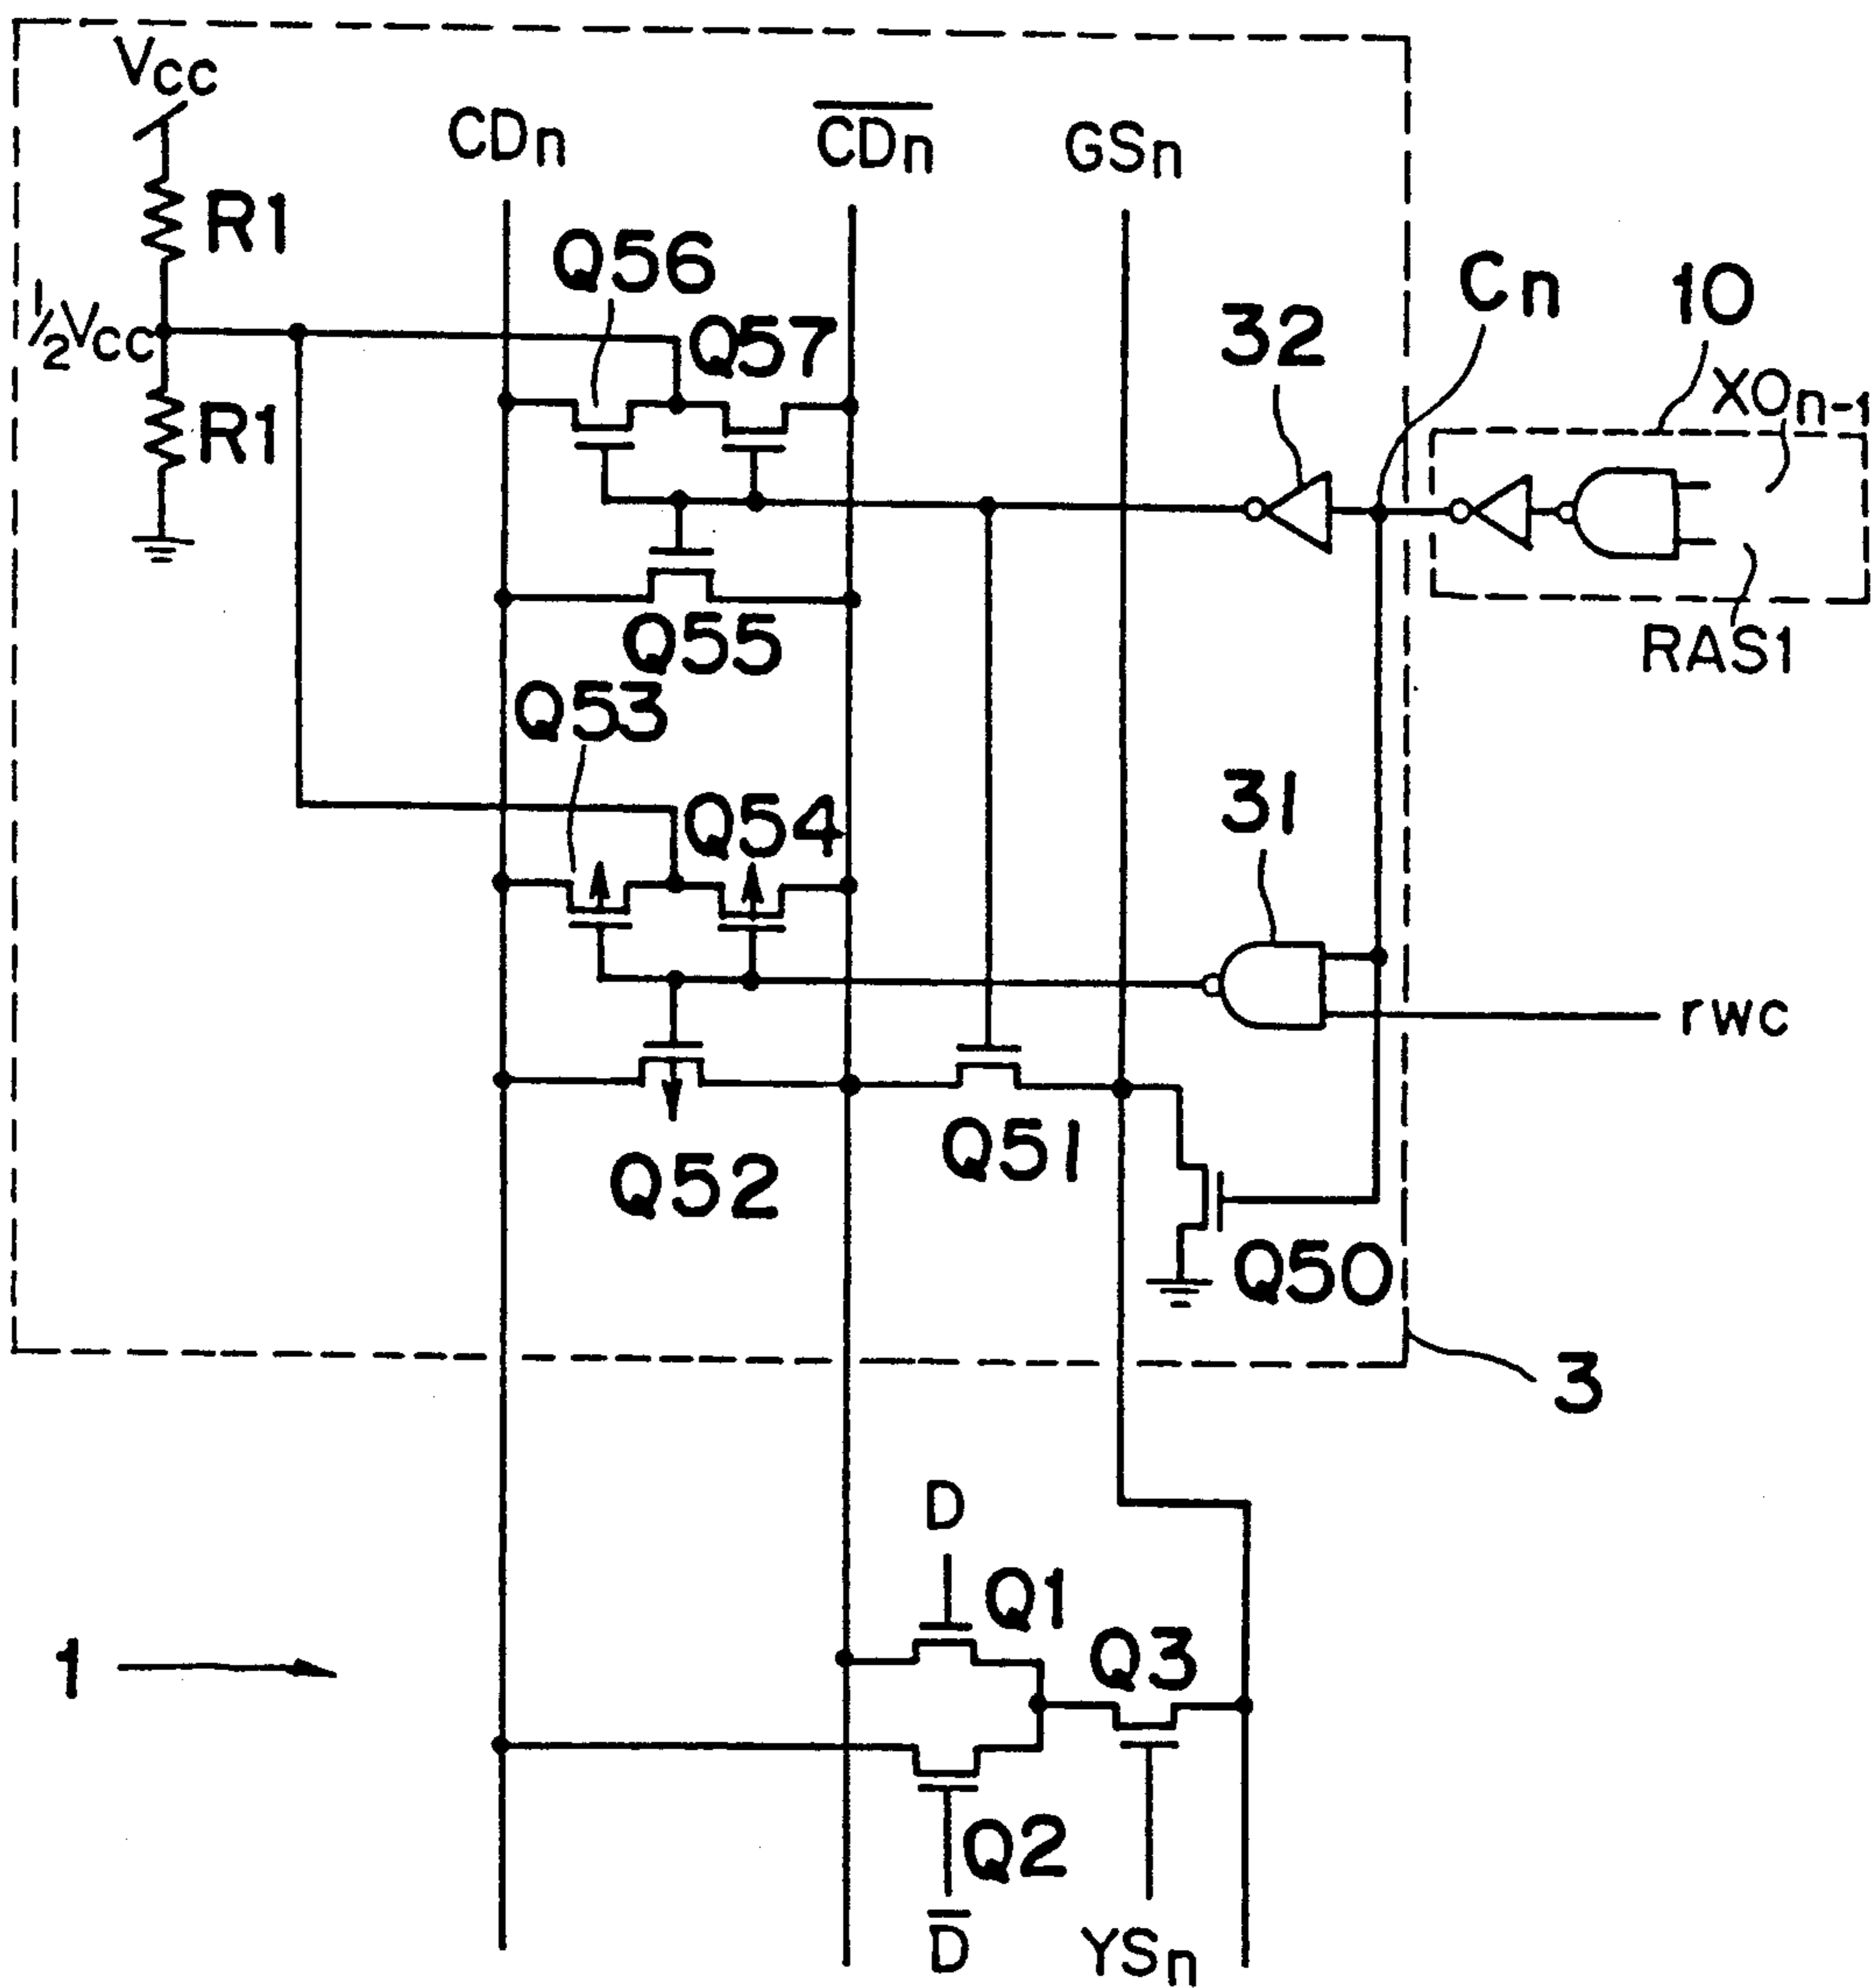 Vcc
CDn
C̅D̅n̅
GSn
R1
Q56
Cn
10
½Vcc
Q57
32
XOn-1
R1
Q55
RAS1
Q53
Q54
31
rwc
Q52
Q51
Q50
3
D
Q1
1
Q3
Q2
D̅
YSn